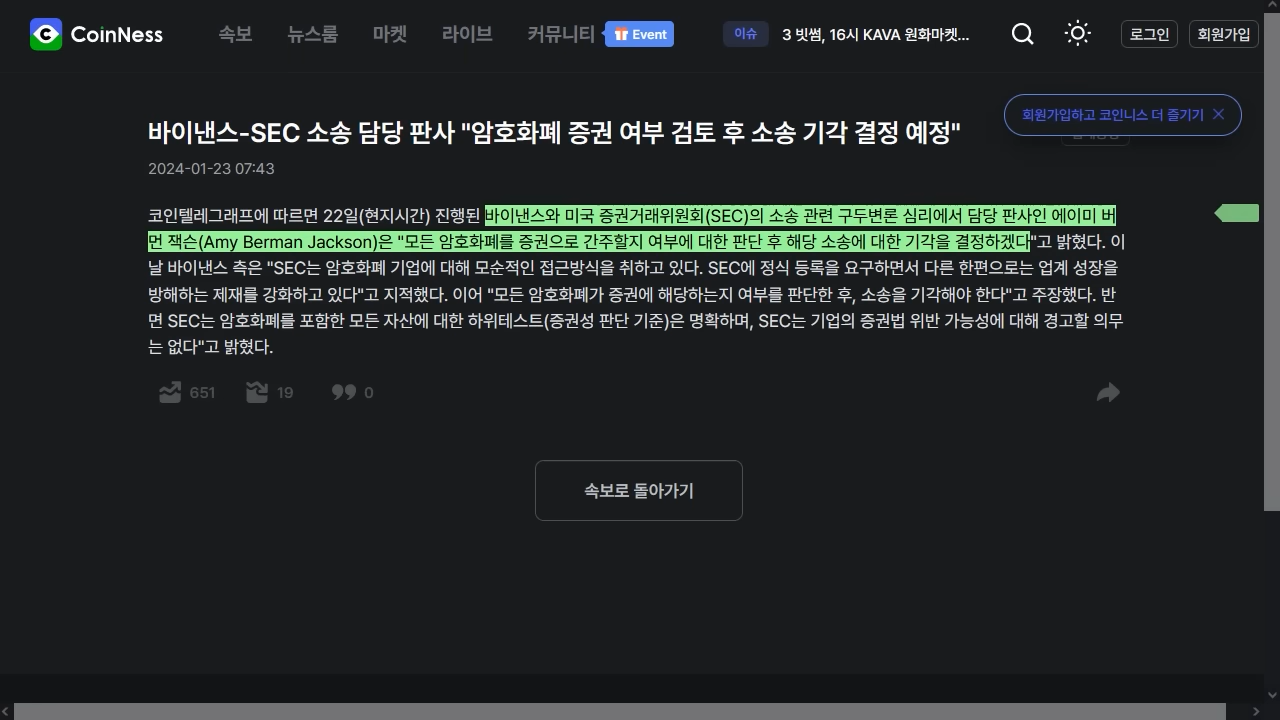 CoinNess
속보
뉴스룸
마켓
라이브
커뮤니티
Event
이슈
3 빗썸, 16시 KAVA 원화마켓...
로그인
회원가입
회원가입하고 코인니스 더 즐기기
바이낸스-SEC 소송 담당 판사 "암호화폐 증권 여부 검토 후 소송 기각 결정 예정"
2024-01-23 07:43
코인텔레그래프에 따르면 22일(현지시간) 진행된 바이낸스와 미국 증권거래위원회(SEC)의 소송 관련 구두변론 심리에서 담당 판사인 에이미 버
먼 잭슨(Amy Berman Jackson)은 "모든 암호화폐를 증권으로 간주할지 여부에 대한 판단 후 해당 소송에 대한 기각을 결정하겠다"고 밝혔다. 이
날 바이낸스 측은 "SEC는 암호화폐 기업에 대해 모순적인 접근방식을 취하고 있다. SEC에 정식 등록을 요구하면서 다른 한편으로는 업계 성장을
방해하는 제재를 강화하고 있다"고 지적했다. 이어 "모든 암호화폐가 증권에 해당하는지 여부를 판단한 후, 소송을 기각해야 한다"고 주장했다. 반
면 SEC는 암호화폐를 포함한 모든 자산에 대한 하위테스트(증권성 판단 기준)은 명확하며, SEC는 기업의 증권법 위반 가능성에 대해 경고할 의무
는 없다"고 밝혔다.
651
19
0
속보로 돌아가기